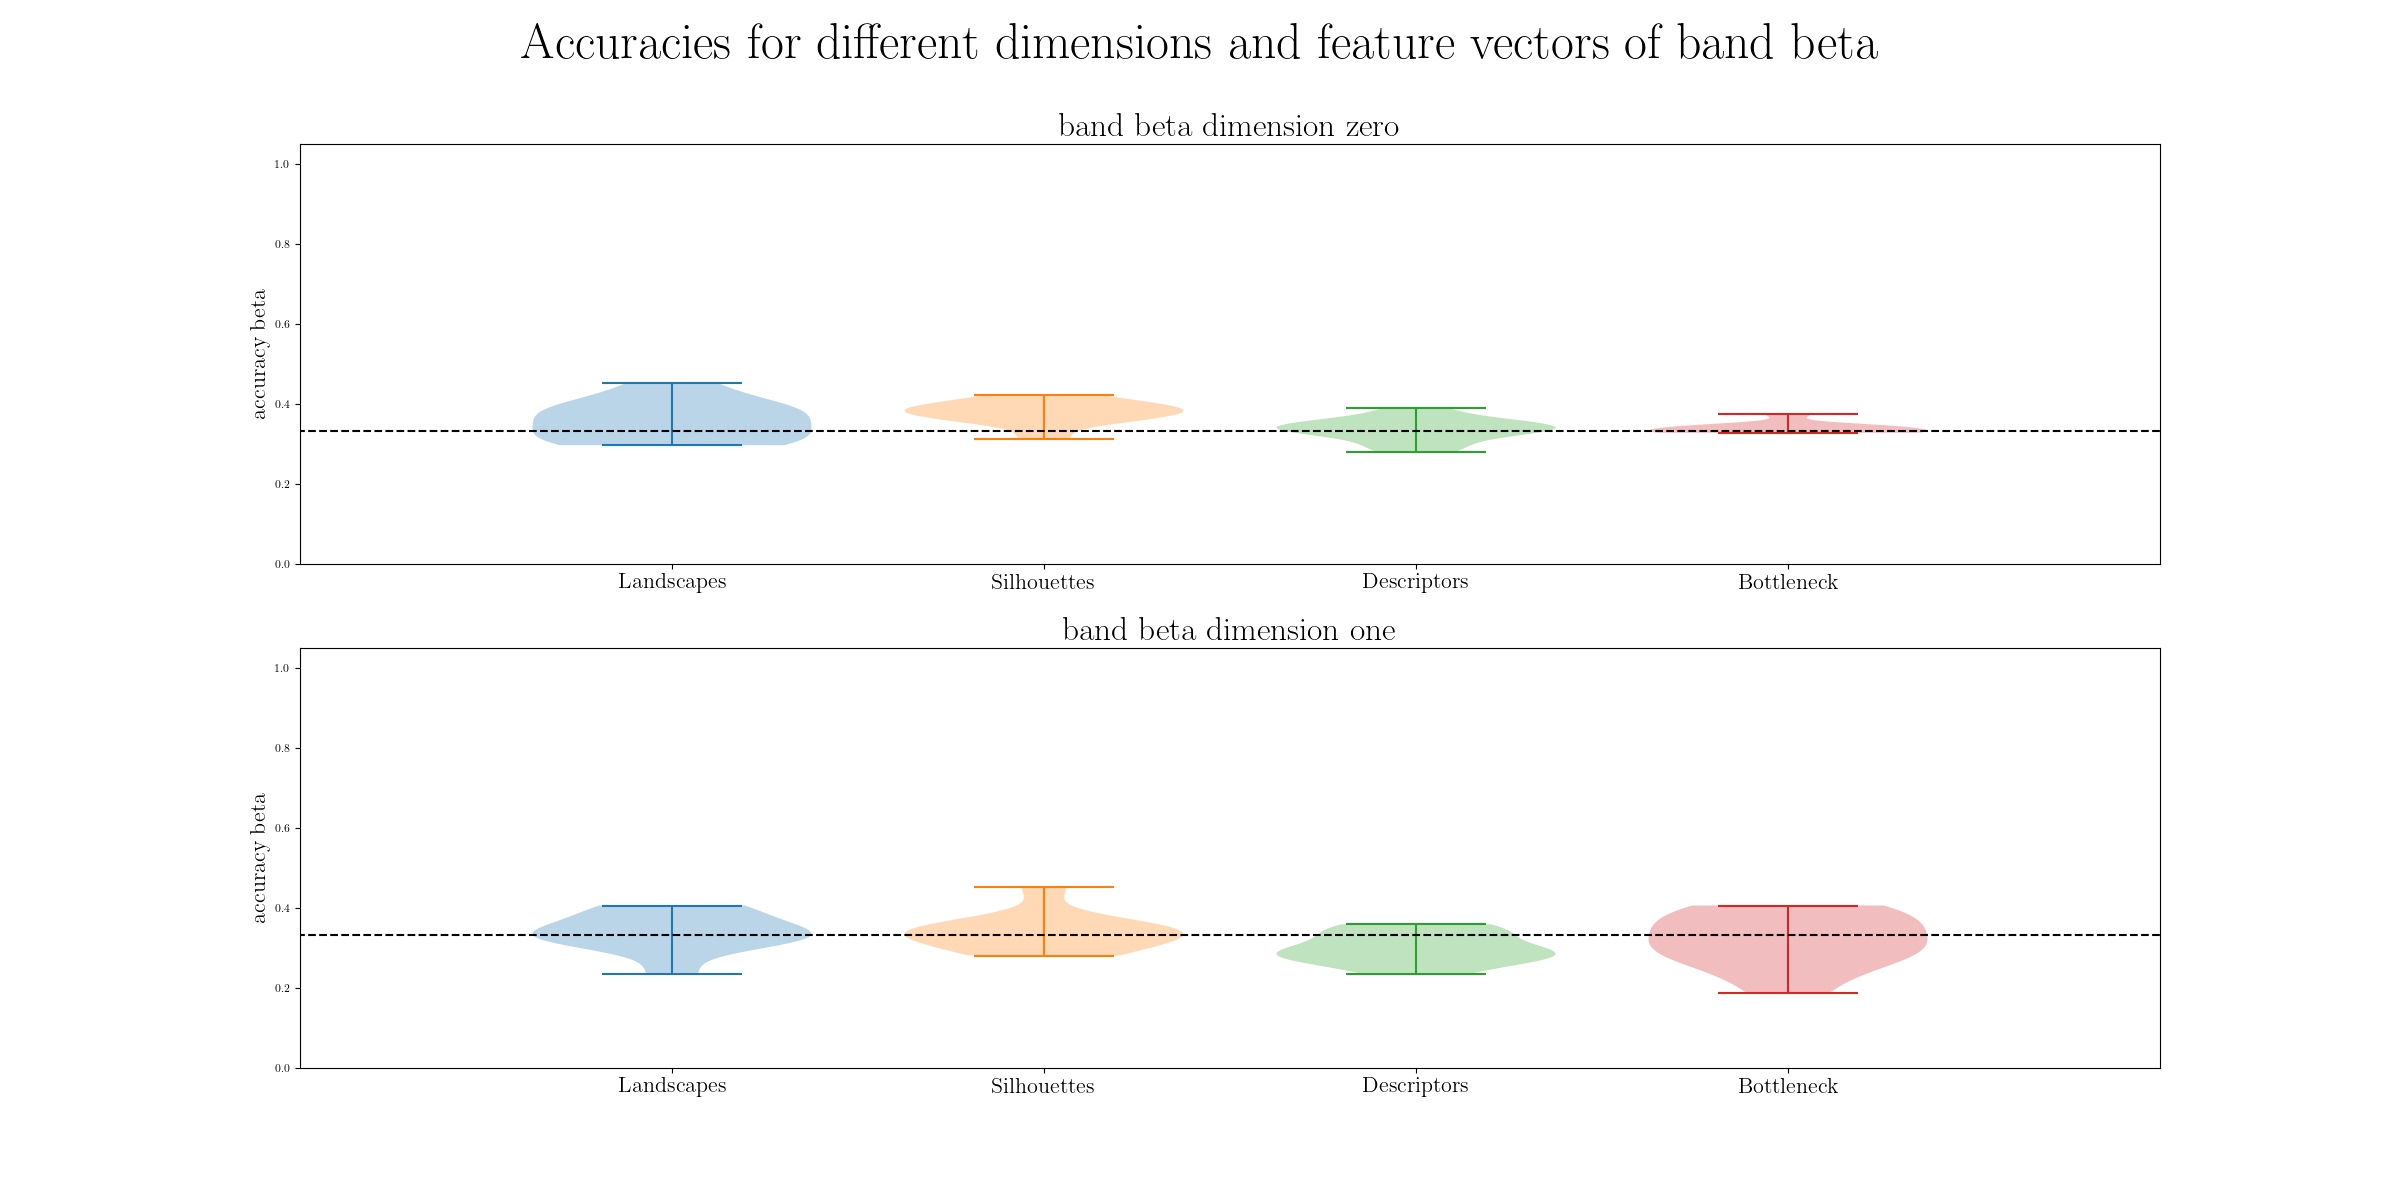 Accuracies for different dimensions and feature vectors of band beta
band beta dimension zero
accuracy beta
1.0
0.8
0.6
0.4
0.2
0.0
Landscapes Silhouettes Descriptors Bottleneck
band beta dimension one
accuracy beta
1.0
0.8
0.6
0.4
0.2
0.0
Landscapes Silhouettes Descriptors Bottleneck